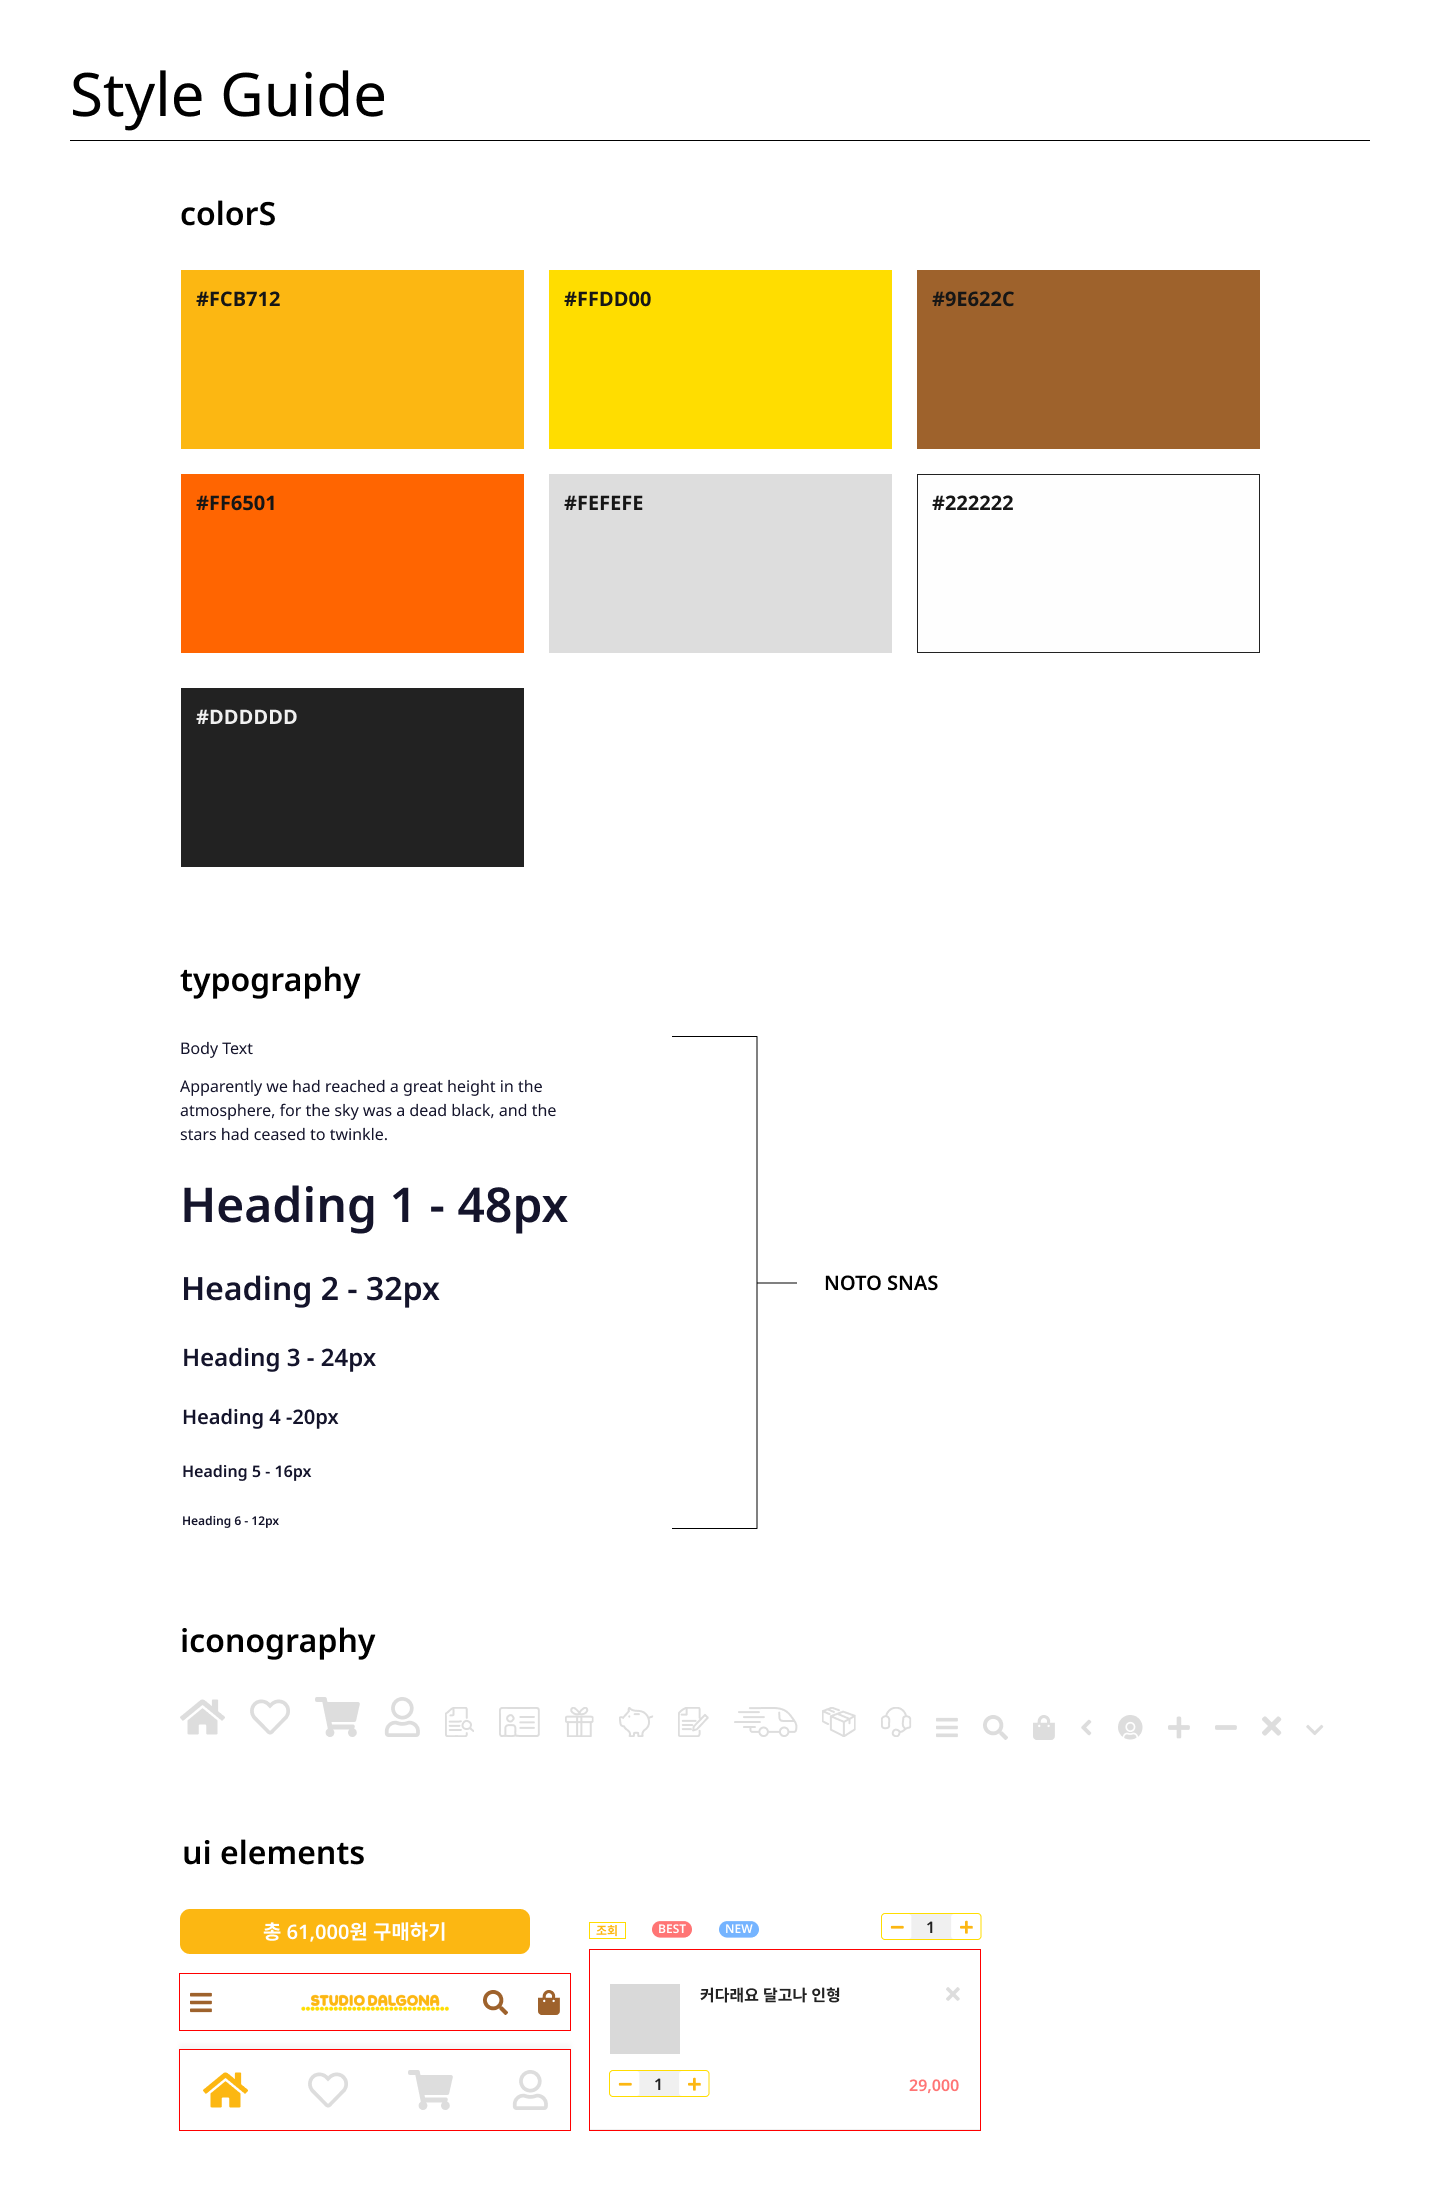 Style Guide
colorS
#FCB712
#FFDD00
#9E622C
#FF6501
#FEFEFE
#222222
#DDDDDD
typography
Body Text
Apparently we had reached a great height in the
atmosphere, for the sky was a dead black, and the
stars had ceased to twinkle.
Heading 1 - 48px
Heading 2 - 32px
NOTO SNAS
Heading 3 - 24px
Heading 4 -20px
Heading 5 - 16px
Heading 6 - 12px
iconography
ui elements
총 61,000원 구매하기
조회
BEST
NEW
1
STUDIO DALGONA
커다래요 달고나 인형
1
29,000